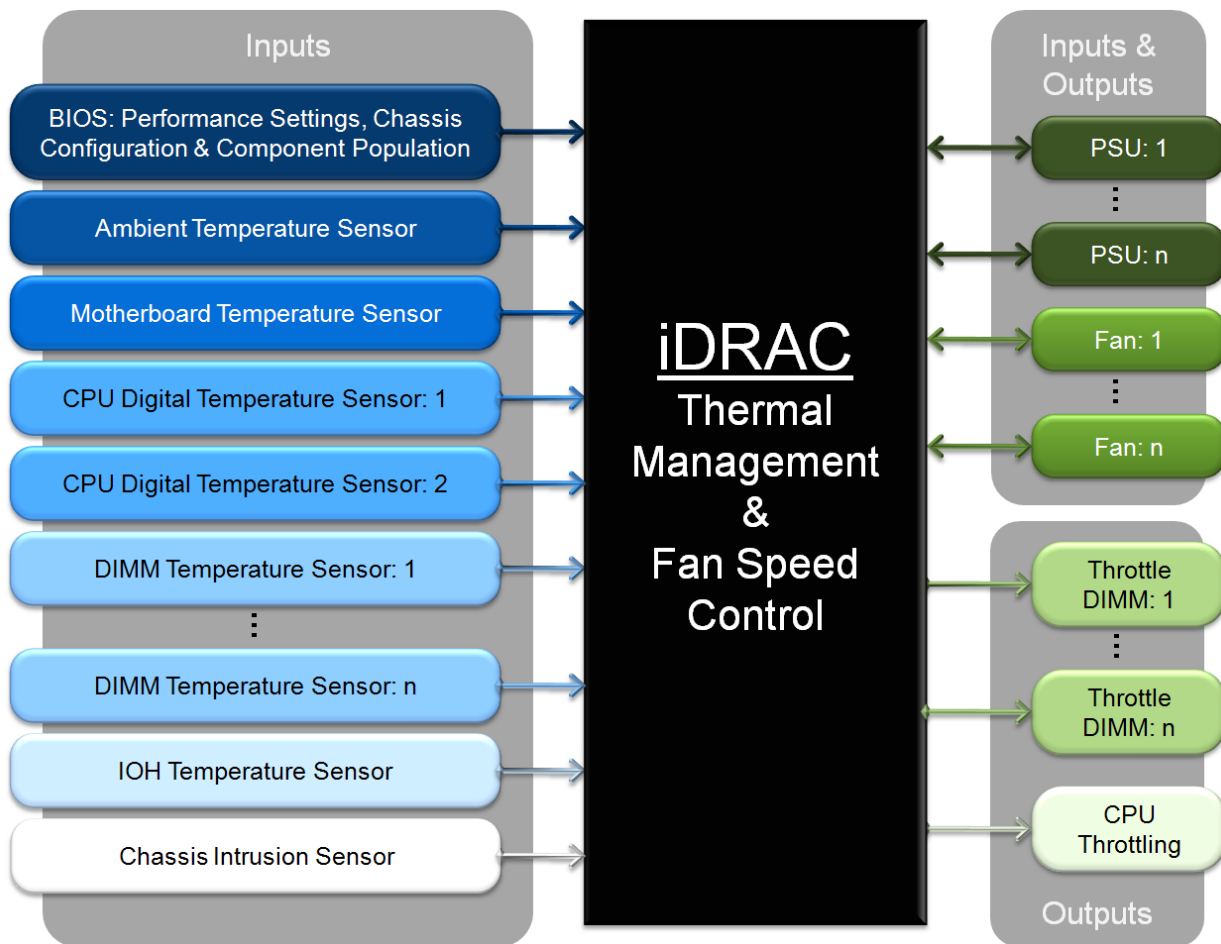 Inputs
BIOS: Performance Settings, Chassis
Configuration & Component Population
Ambient Temperature Sensor
Motherboard Temperature Sensor
CPU Digital Temperature Sensor: 1
CPU Digital Temperature Sensor: 2
DIMM Temperature Sensor: 1
DIMM Temperature Sensor: n
IOH Temperature Sensor
Chassis Intrusion Sensor
iDRAC
Thermal
Management
&
Fan Speed
Control
Inputs &
Outputs
PSU: 1
PSU: n
Fan: 1
Fan: n
Throttle
DIMM: 1
Throttle
DIMM: n
CPU
Throttling
Outputs